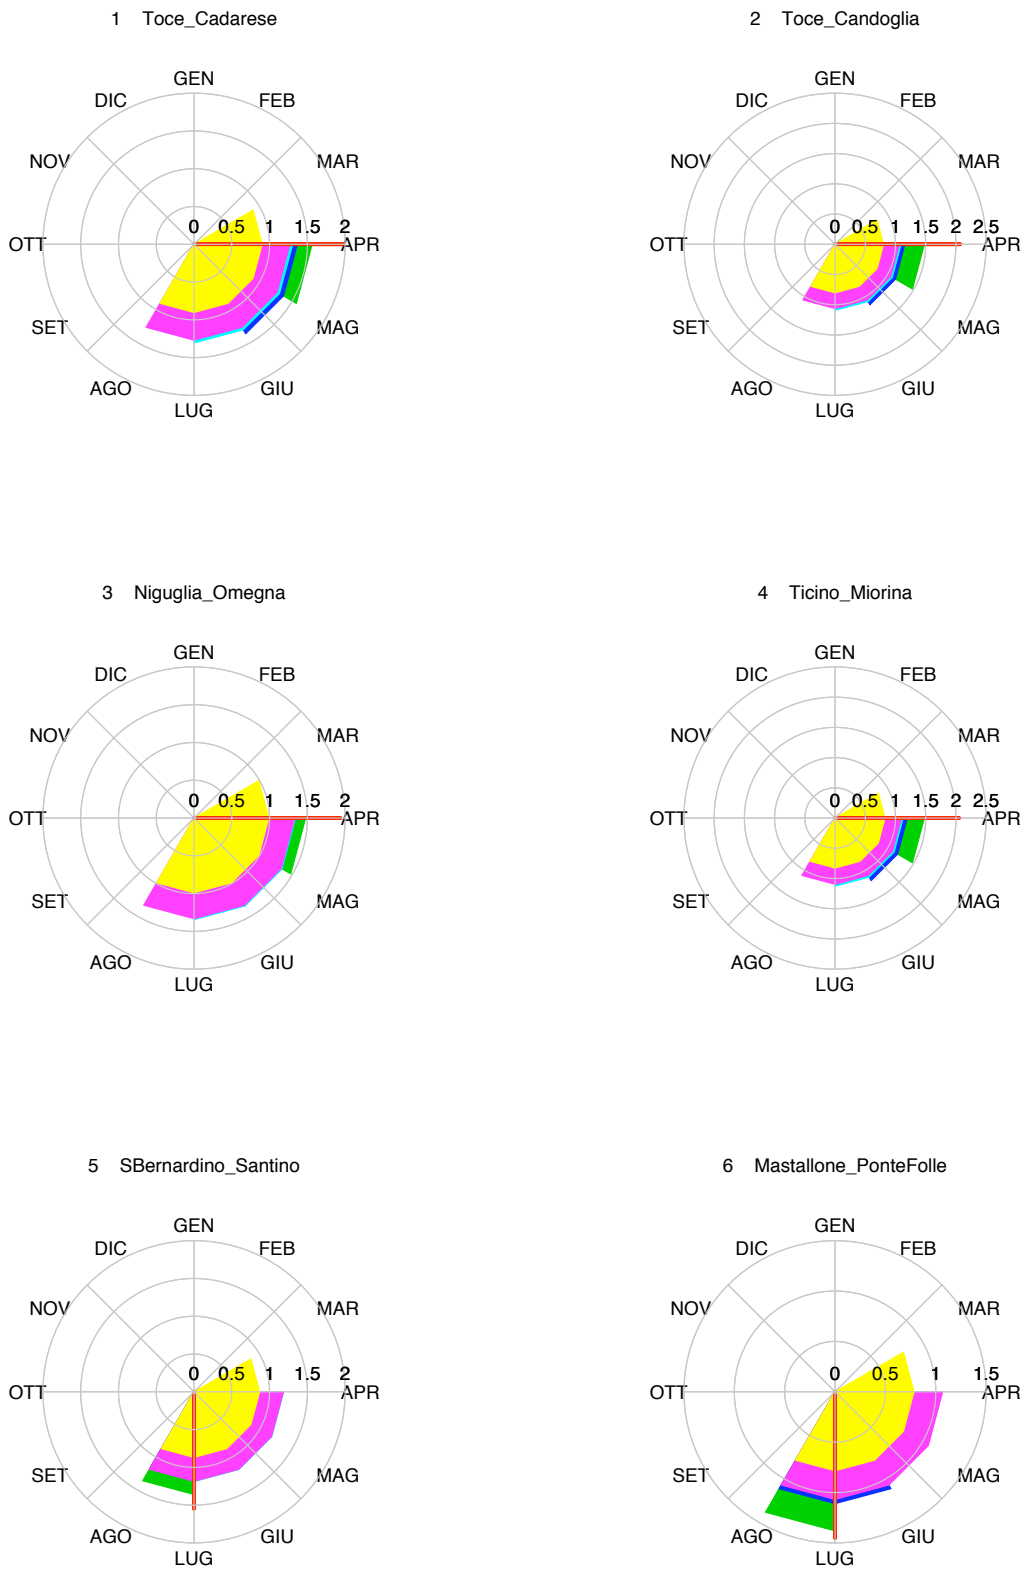 1 Toce_Cadarese
GEN
DIC FEB
NOV MAR
0 0.5 1 1.5 2
OTT APR
SET MAG
AGO GIU
LUG
2 Toce_Candoglia
GEN
DIC FEB
NOV MAR
0 0.5 1 1.5 2 2.5
OTT APR
SET MAG
AGO GIU
LUG
3 Niguglia_Omegna
GEN
DIC FEB
NOV MAR
0 0.5 1 1.5 2
OTT APR
SET MAG
AGO GIU
LUG
4 Ticino_Miorina
GEN
DIC FEB
NOV MAR
0 0.5 1 1.5 2 2.5
OTT APR
SET MAG
AGO GIU
LUG
5 SBernardino_Santino
GEN
DIC FEB
NOV MAR
0 0.5 1 1.5 2
OTT APR
SET MAG
AGO GIU
LUG
6 Mastallone_PonteFolle
GEN
DIC FEB
NOV MAR
0 0.5 1 1.5
OTT APR
SET MAG
AGO GIU
LUG